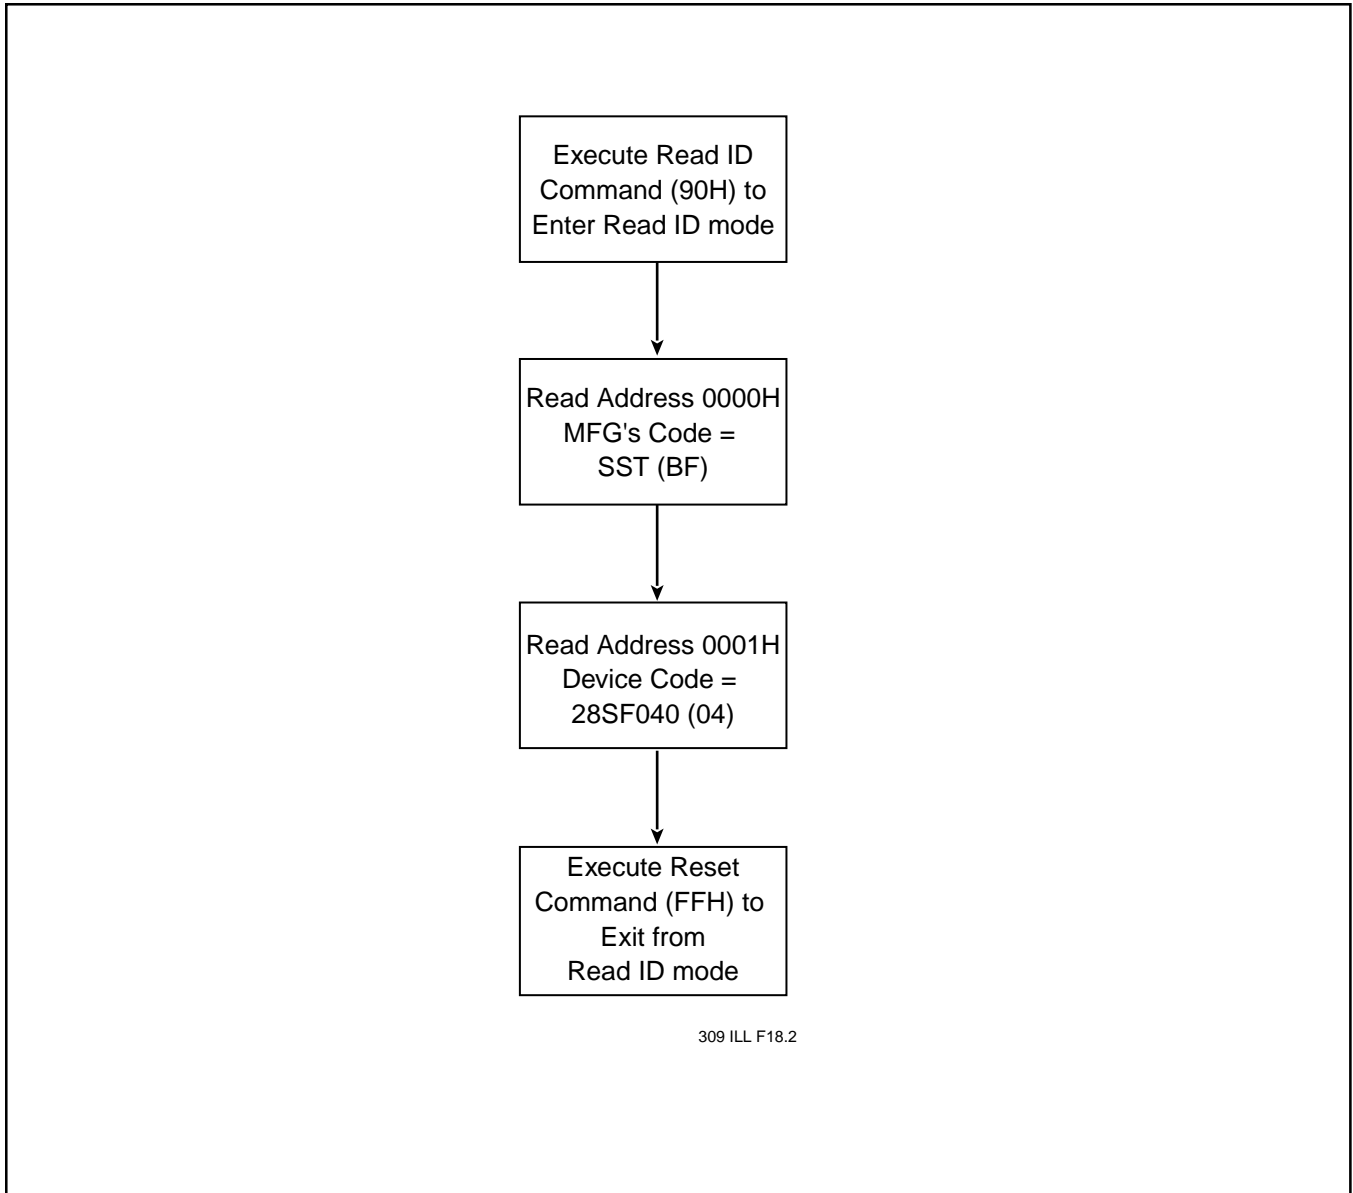 Execute Read ID
Command (90H) to
Enter Read ID mode
Read Address 0000H
MFG's Code =
SST (BF)
Read Address 0001H
Device Code =
28SF040 (04)
Execute Reset
Command (FFH) to
Exit from
Read ID mode
309 ILL F18.2